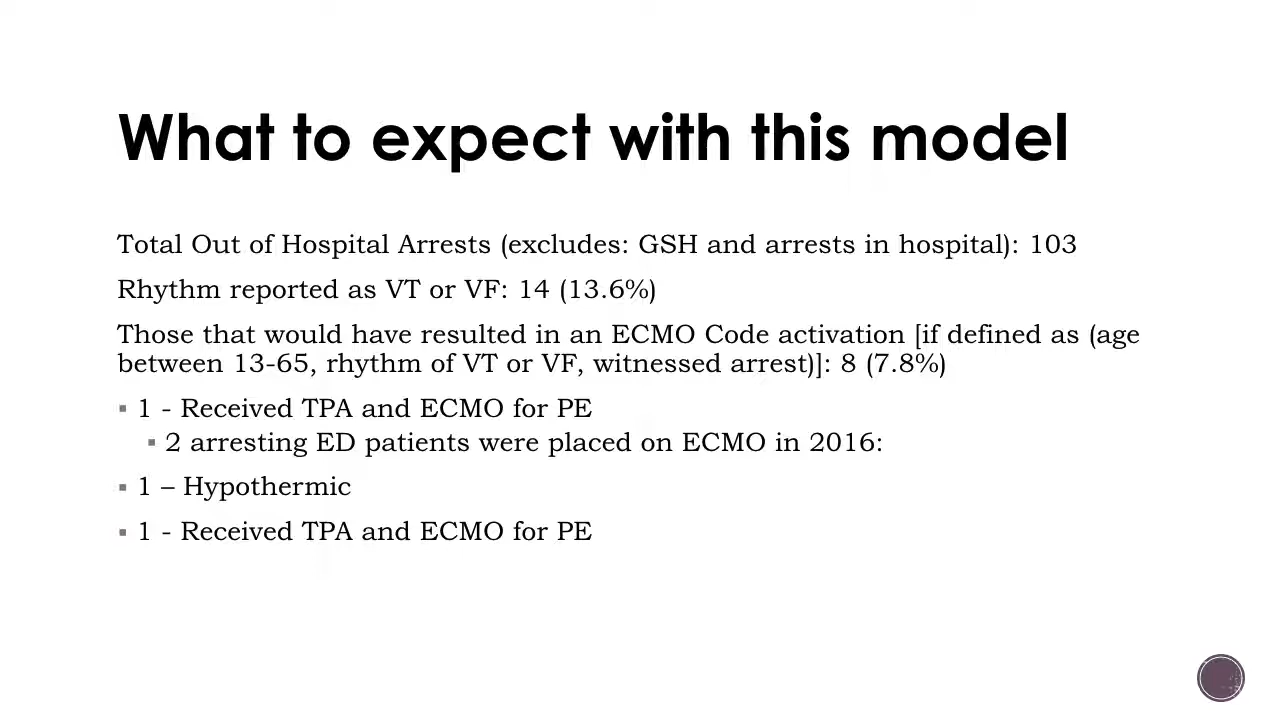 What to expect with this model
Total Out of Hospital Arrests (excludes: GSH and arrests in hospital): 103
Rhythm reported as VT or VF: 14 (13.6%)
Those that would have resulted in an ECMO Code activation [if defined as (age
between 13-65, rhythm of VT or VF, witnessed arrest)]: 8 (7.8%)
▪ 1 - Received TPA and ECMO for PE
▪ 2 arresting ED patients were placed on ECMO in 2016:
▪ 1 – Hypothermic
▪ 1 - Received TPA and ECMO for PE